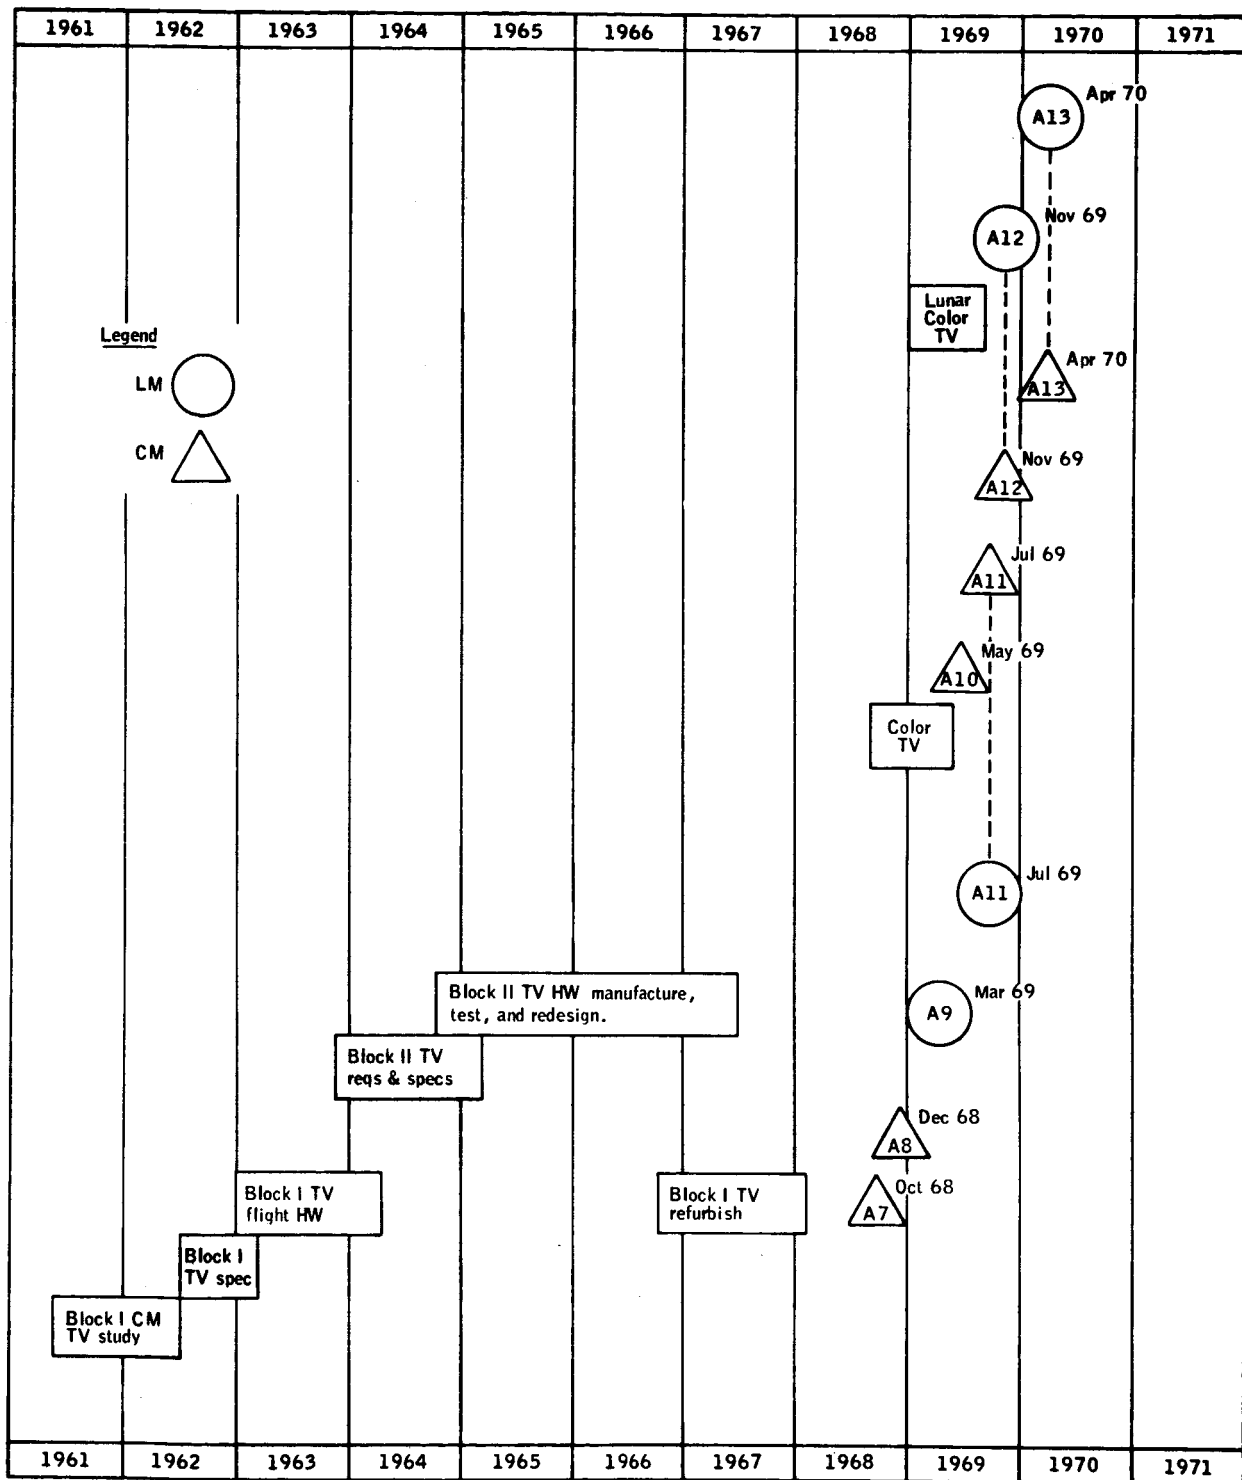 1961 1962 1963 1964 1965 1966 1967 1968 1969 1970 1971
Apr 70
A13
Nov 69
A12
Lunar
Color
TV
Legend
LM
Apr 70
A13
CM
Nov 69
A12
Jul 69
A11
May 69
A10
Color
TV
Jul 69
A11
Block II TV HW manufacture,
test, and redesign.
Mar 69
A9
Block II TV
reqs & specs
Dec 68
A8
Block I TV
flight HW
Block I TV
refurbish
Oct 68
A7
Block I
TV spec
Block I CM
TV study
1961 1962 1963 1964 1965 1966 1967 1968 1969 1970 1971